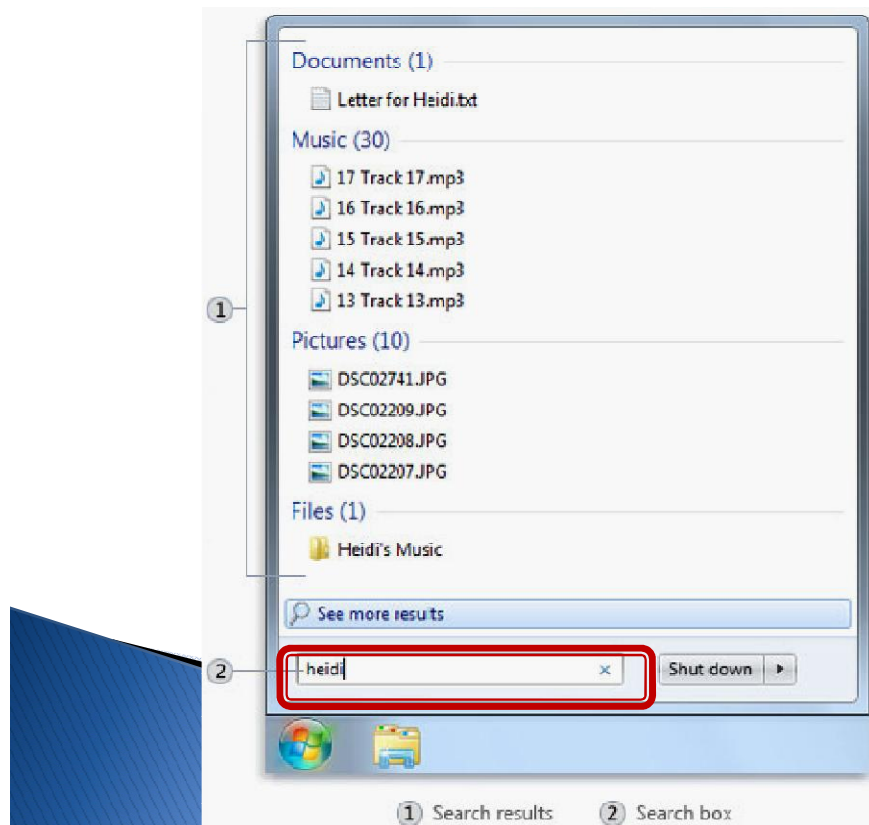 Documents (1)
Letter for Heidi.txt
Music (30)
17 Track 17.mp3
16 Track 16.mp3
15 Track 15.mp3
14 Track 14.mp3
13 Track 13.mp3
1
Pictures (10)
DSC02741.JPG
DSC02209.JPG
DSC02208.JPG
DSC02207.JPG
Files (1)
Heidi's Music
See more results
2 heidi × Shut down
1 Search results 2 Search box